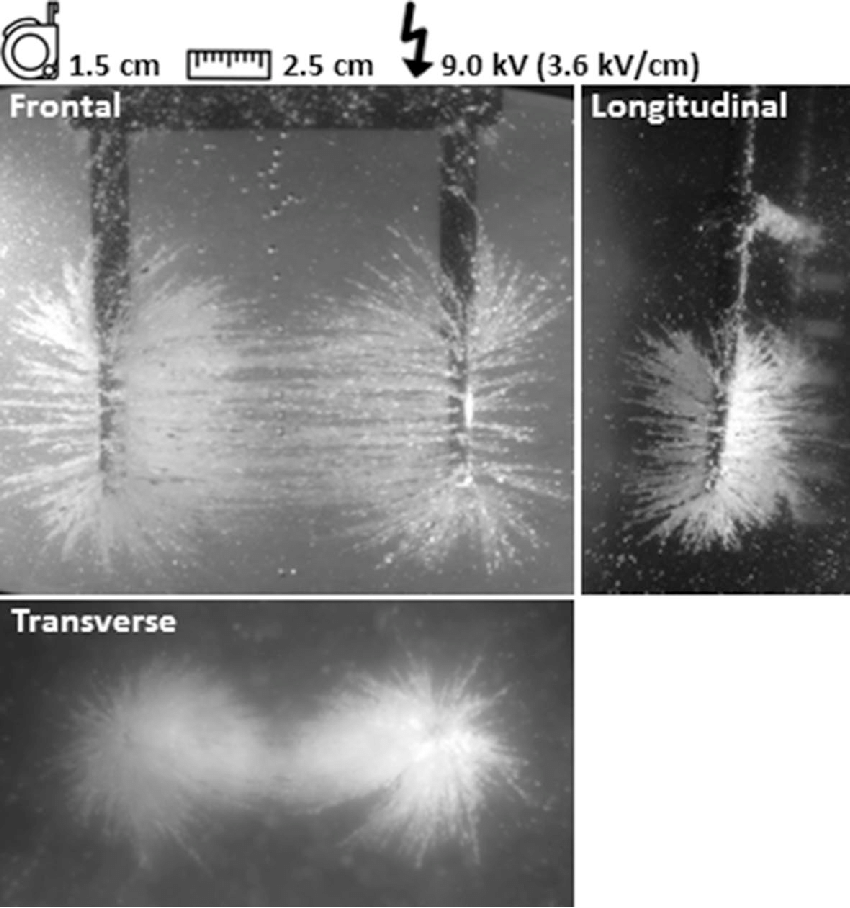 1.5 cm 2.5 cm 9.0 kV (3.6 kV/cm)
Frontal
Longitudinal
Transverse